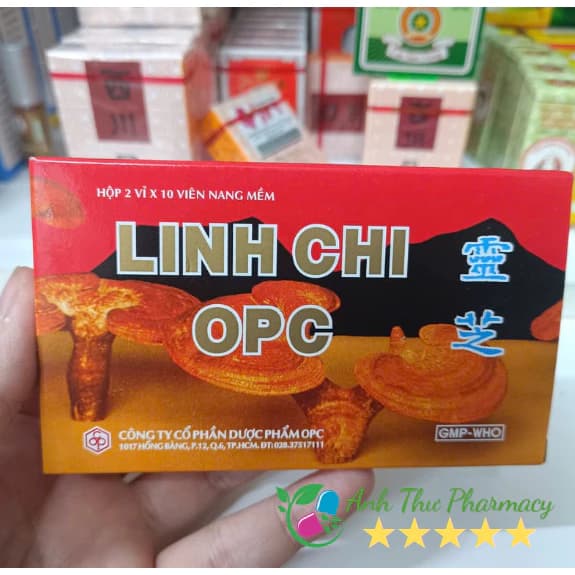 HỘP 2 VỈ X 10 VIÊN NANG MỀM
LINH CHI
OPC
靈
芝
CÔNG TY CỔ PHẦN DƯỢC PHẨM OPC
1017 HỒNG BÀNG, P.12, Q.6, TP.HCM. ĐT:028.37517111
GMP-WHO
Anh Thư Pharmacy